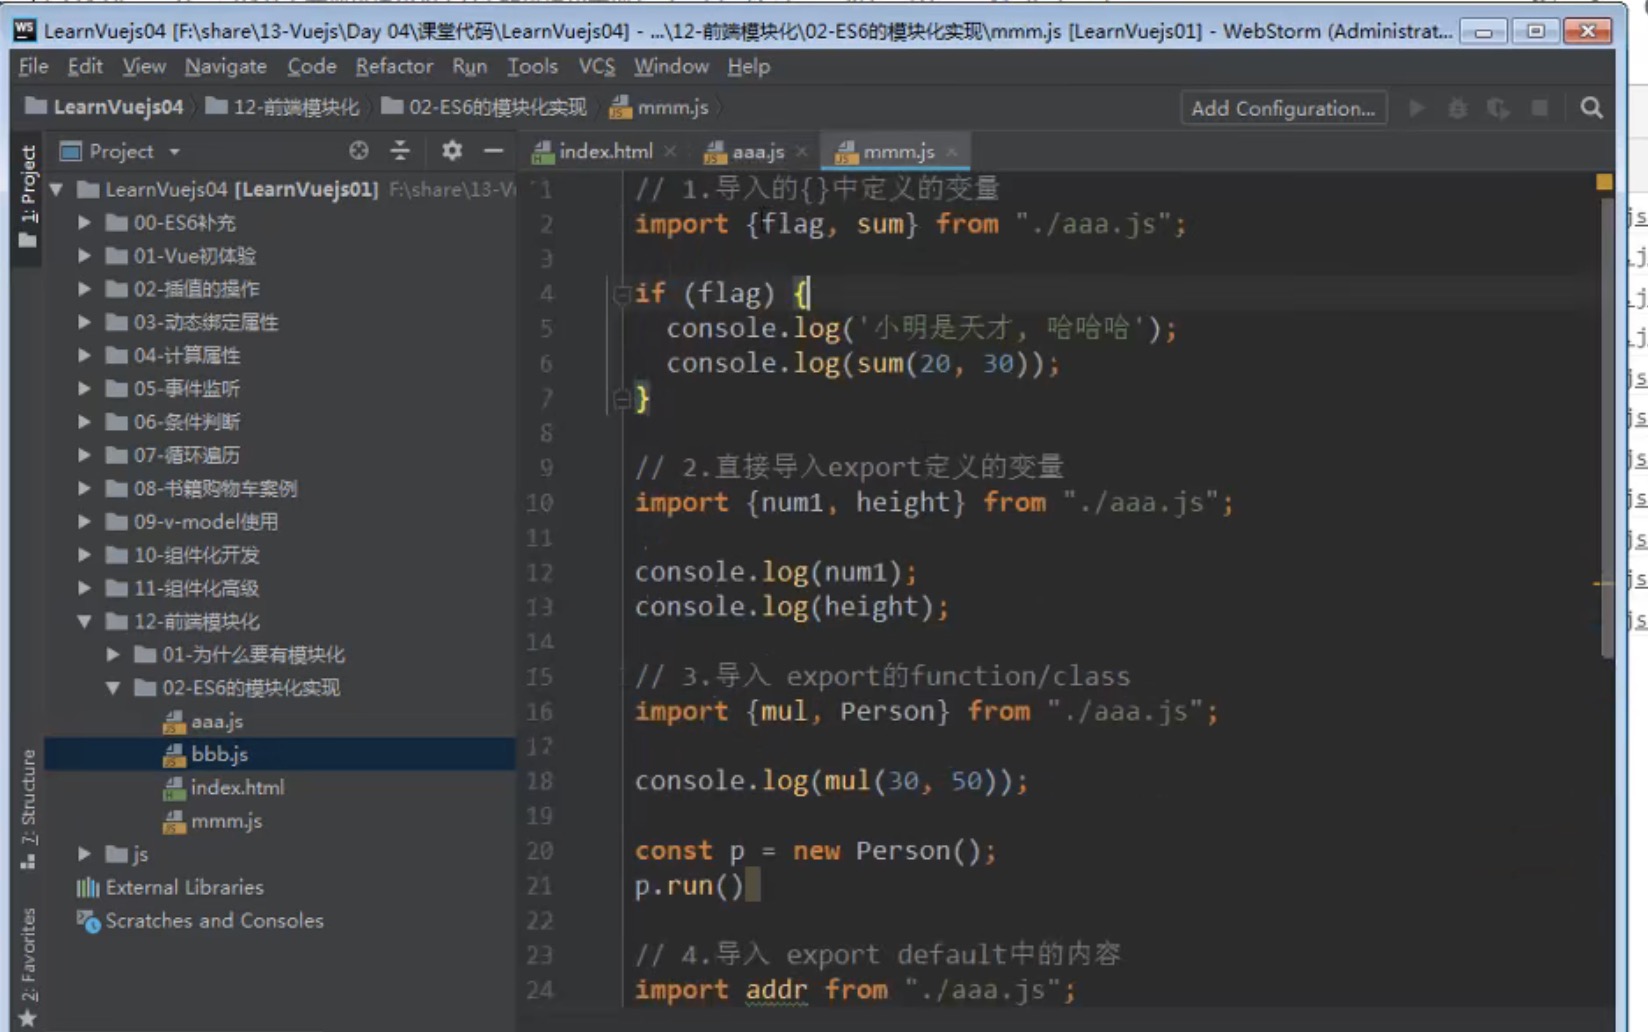 LearnVuejs04 [F:\share\13-Vuejs\Day 04\课堂代码\LearnVuejs04] - ...\12-前端模块化\02-ES6的模块化实现\mmm.js [LearnVuejs01] - WebStorm (Administrat...
File Edit View Navigate Code Refactor Run Tools VCS Window Help
LearnVuejs04 12-前端模块化 02-ES6的模块化实现 mmm.js Add Configuration...
1: Project
7: Structure
2: Favorites
Project
LearnVuejs04 [LearnVuejs01] F:\share\13-Vu
00-ES6补充
01-Vue初体验
02-插值的操作
03-动态绑定属性
04-计算属性
05-事件监听
06-条件判断
07-循环遍历
08-书籍购物车案例
09-v-model使用
10-组件化开发
11-组件化高级
12-前端模块化
01-为什么要有模块化
02-ES6的模块化实现
aaa.js
bbb.js
index.html
mmm.js
js
External Libraries
Scratches and Consoles
index.html aaa.js mmm.js
1 // 1.导入的{}中定义的变量
2 import {flag, sum} from "./aaa.js";
3
4 if (flag) {
5 console.log('小明是天才, 哈哈哈');
6 console.log(sum(20, 30));
7 }
8
9 // 2.直接导入export定义的变量
10 import {num1, height} from "./aaa.js";
11
12 console.log(num1);
13 console.log(height);
14
15 // 3.导入 export的function/class
16 import {mul, Person} from "./aaa.js";
17
18 console.log(mul(30, 50));
19
20 const p = new Person();
21 p.run()
22
23 // 4.导入 export default中的内容
24 import addr from "./aaa.js";